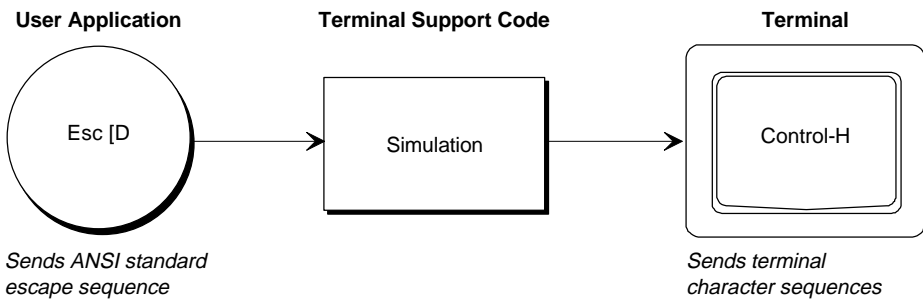 User Application
Terminal Support Code
Terminal
Esc [D
Simulation
Control-H
Sends ANSI standard
escape sequence
Sends terminal
character sequences